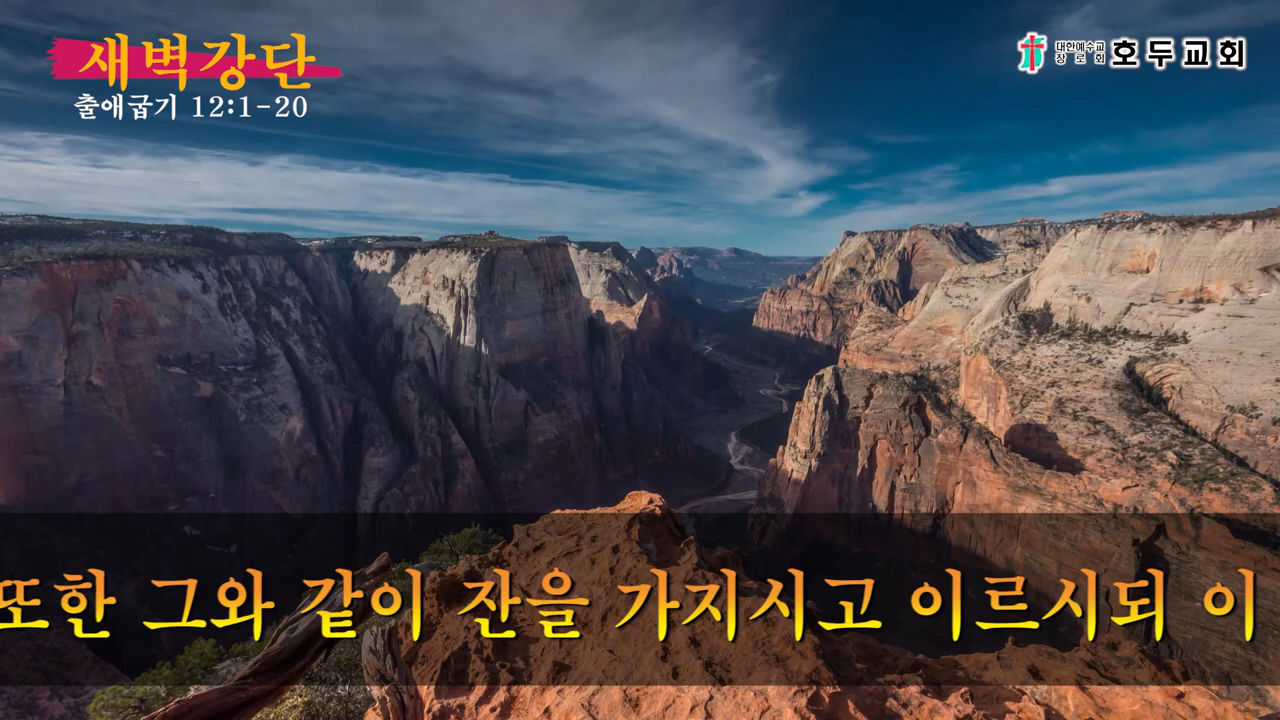 새벽강단
출애굽기 12:1-20
대한예수교
장로회
호두교회
또한 그와 같이 잔을 가지시고 이르시되 이